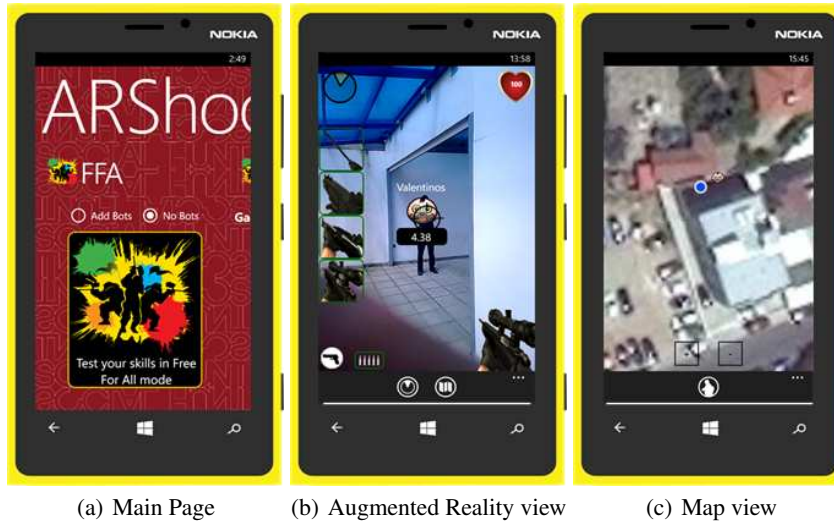 NOKIA
2:49
ARShoo
FFA
Add Bots
No Bots
Ga
Test your skills in Free
For All mode
NOKIA
13:58
100
Valentinos
4.38
NOKIA
15:45
(a) Main Page
(b) Augmented Reality view
(c) Map view